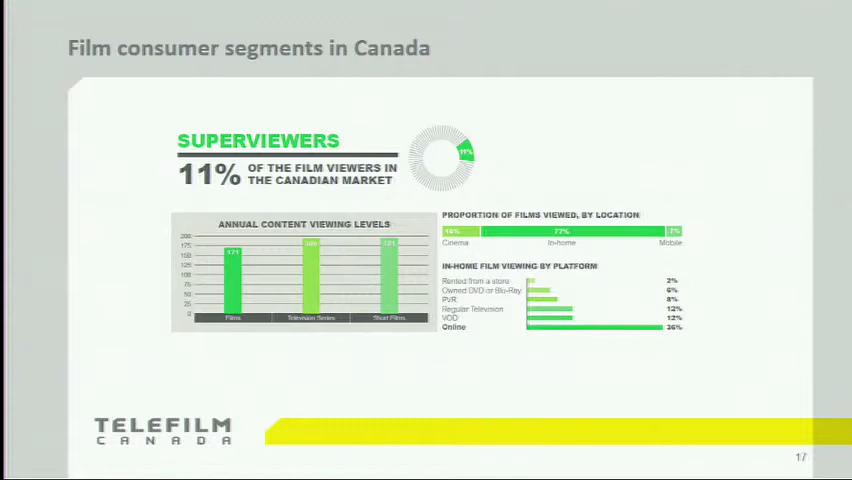 Film consumer segments in Canada
SUPERVIEWERS
11%
11% OF THE FILM VIEWERS IN
THE CANADIAN MARKET
ANNUAL CONTENT VIEWING LEVELS
200
175
150
125
100
75
50
25
0
171
Films
Television Series
Short Films
PROPORTION OF FILMS VIEWED, BY LOCATION
16% 77% 7%
Cinema In-home Mobile
IN-HOME FILM VIEWING BY PLATFORM
Rented from a store 2%
Owned DVD or Blu-Ray 6%
PVR 8%
Regular Television 12%
VOD 12%
Online 36%
TELEFILM
CANADA
17